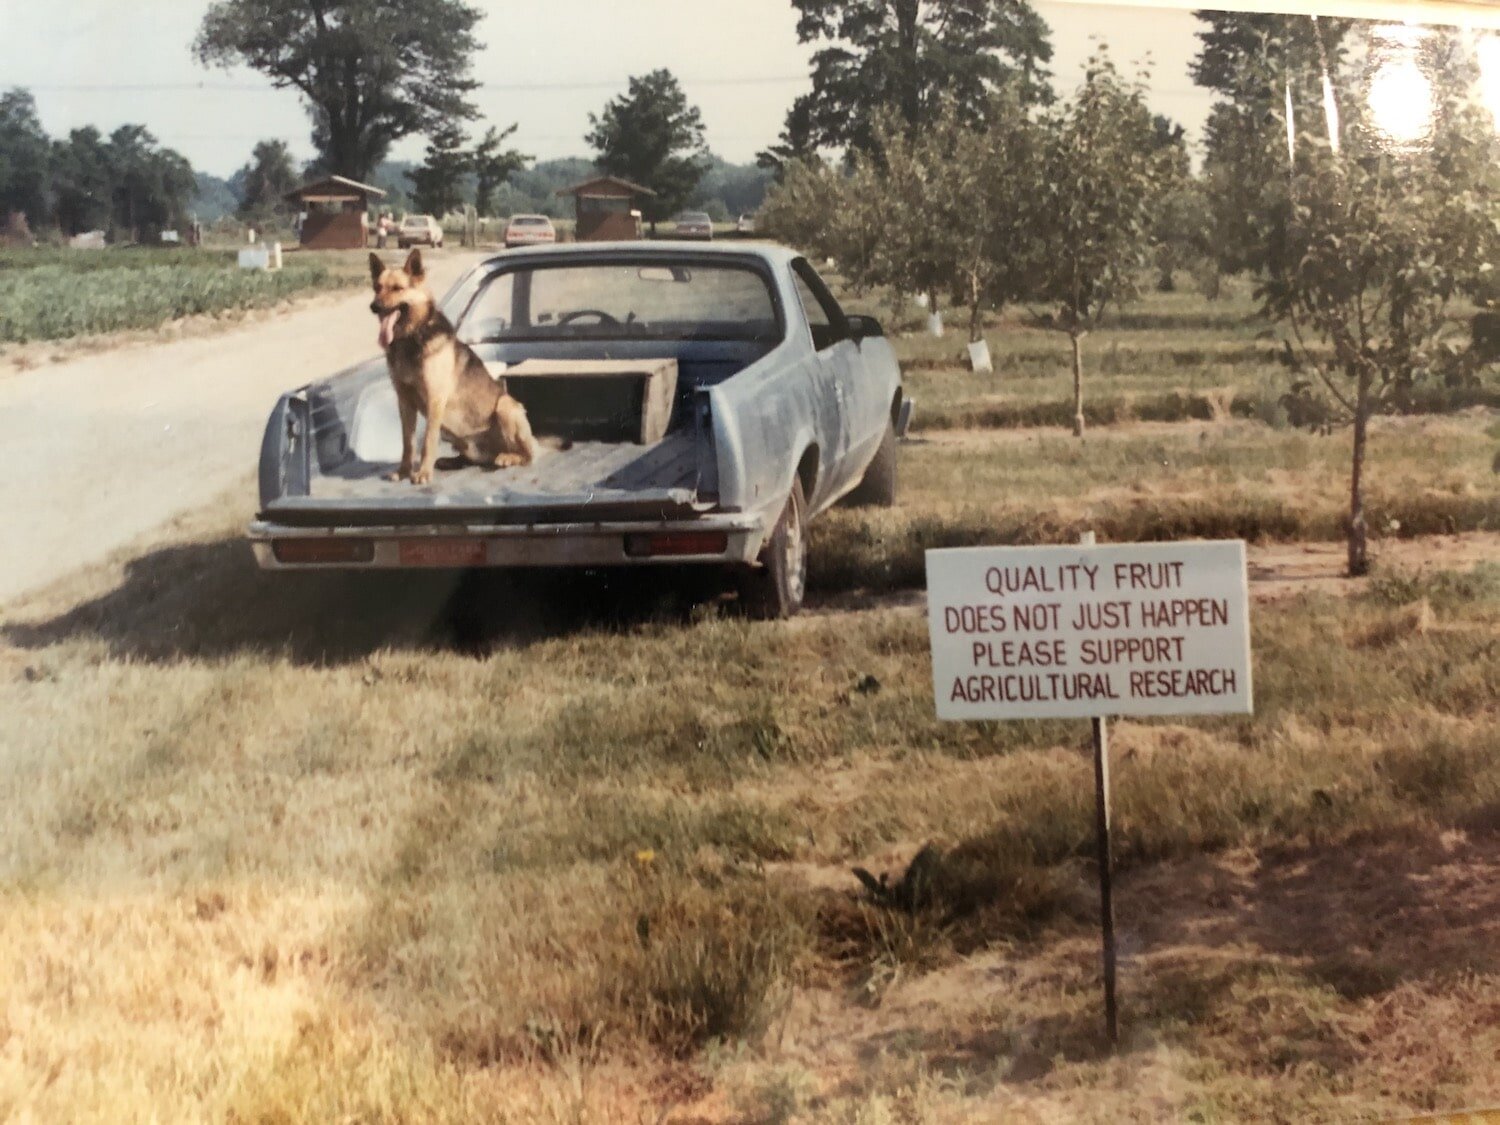 QUALITY FRUIT
DOES NOT JUST HAPPEN
PLEASE SUPPORT
AGRICULTURAL RESEARCH